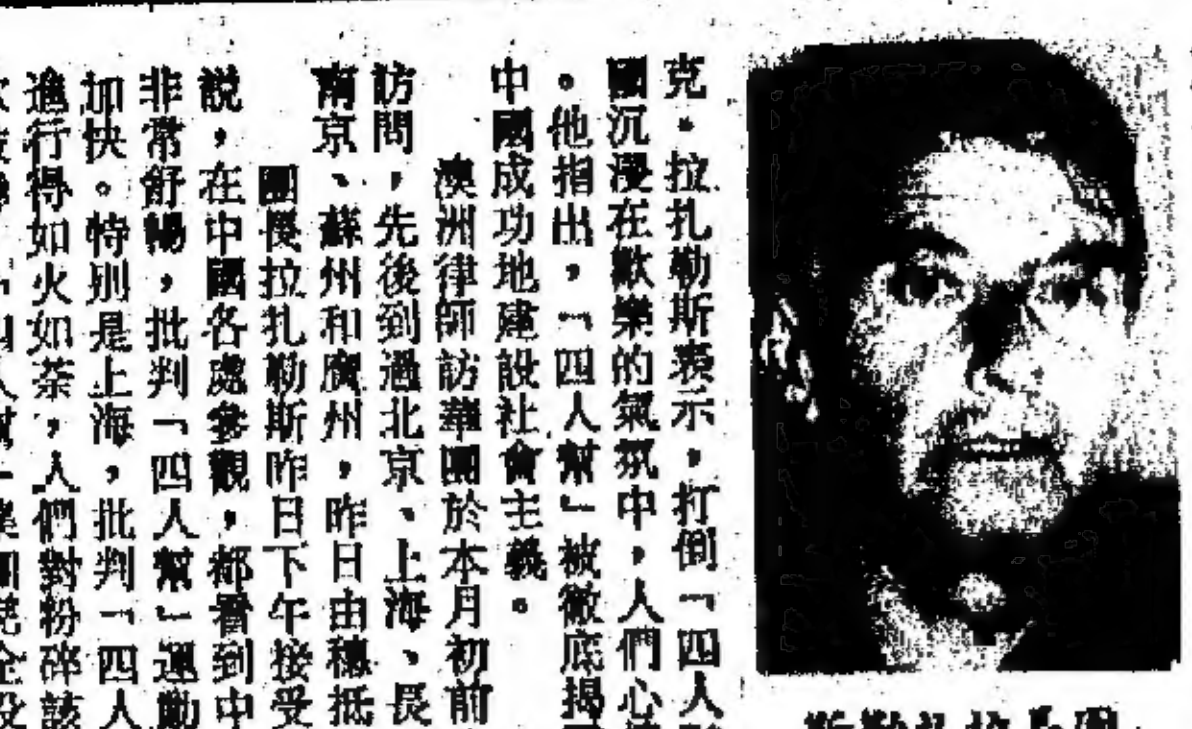 克・拉扎勒斯表示，打倒「四人
國沉浸在歡樂的氣氛中，人們心
。他指出，「四人幫」被徹底揭
中國成功地建設社會主義。
澳洲律師訪華團於本月初前
訪問，先後到過北京、上海、長
南京、蘇州和廣州，昨日由穗抵
團長拉扎勒斯昨日下午接受
說，在中國各處參觀，都看到中
非常舒暢，批判「四人幫」運動
加快。特別是上海，批判「四人
進行得如火如荼，人們對粉碎該
斯勒扎拉長團